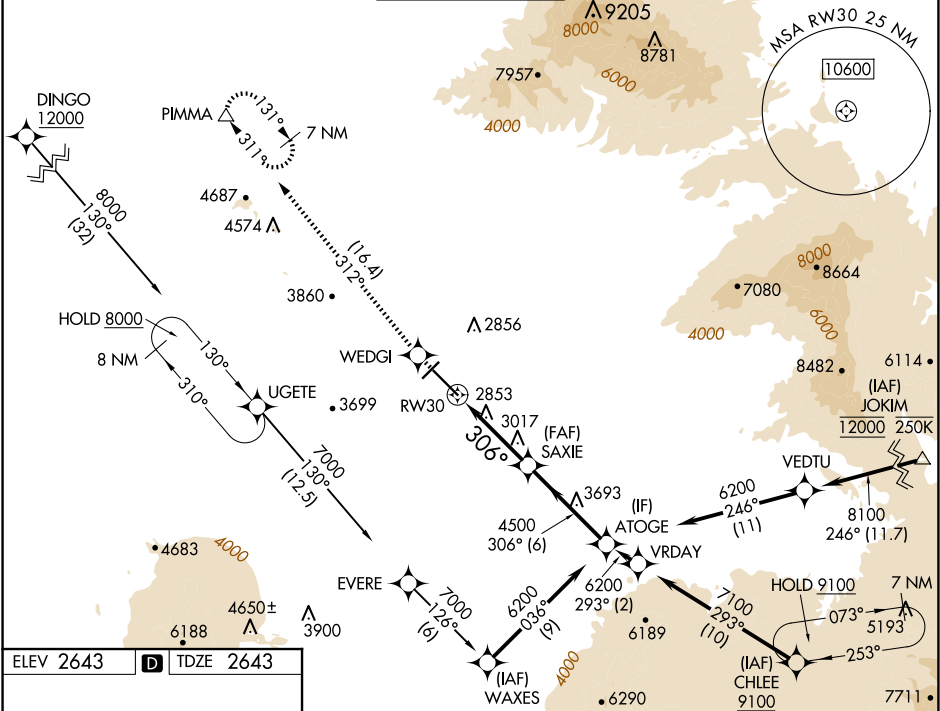 9205
8000
8781
7957
6000
4000
MSA RW30 25 NM
10600
DINGO
12000
PIMMA
131°
7 NM
311°
4687
4574
8000
130°
(32)
(16.4)
312°
3860
8000
8664
7080
6000
4000
8482
6114
HOLD 8000
8 NM
130°
310°
UGETE
2856
WEDGI
RW30
2853
3017
3699
306°
(FAF)
SAXIE
(IAF)
JOKIM
12000 250K
7000
130°
(12.5)
3693
4500
306° (6)
(IF)
ATOGE
VRDAY
VEDTU
6200
246°
(11)
8100
246° (11.7)
4683
4000
EVERE
7000
126°
(6)
6200
036°
(9)
6200
293° (2)
7100
293°
(10)
HOLD 9100
7 NM
073°
5193
253°
4650±
3900
6188
6189
4000
(IAF)
WAXES
6290
(IAF)
CHLEE
9100
7711
ELEV 2643 D TDZE 2643